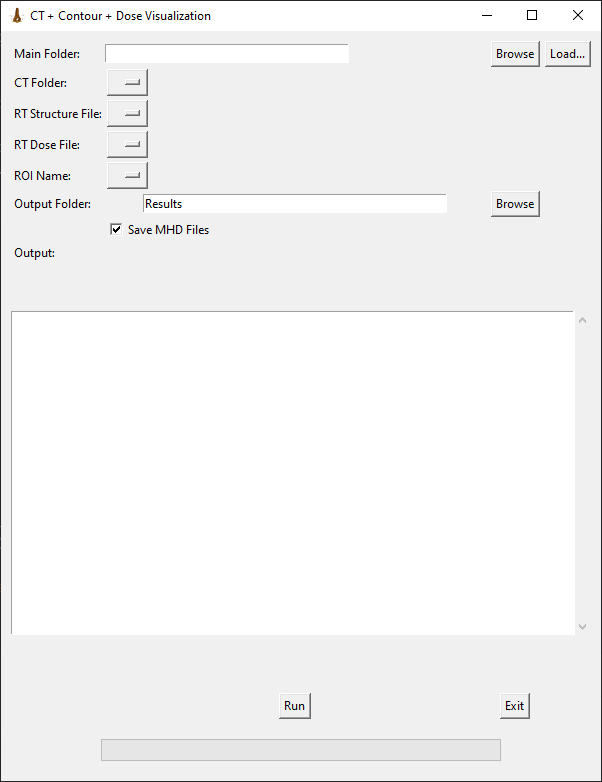 CT + Contour + Dose Visualization
Main Folder: Browse Load...
CT Folder:
RT Structure File:
RT Dose File:
ROI Name:
Output Folder: Results Browse
Save MHD Files
Output:
Run Exit